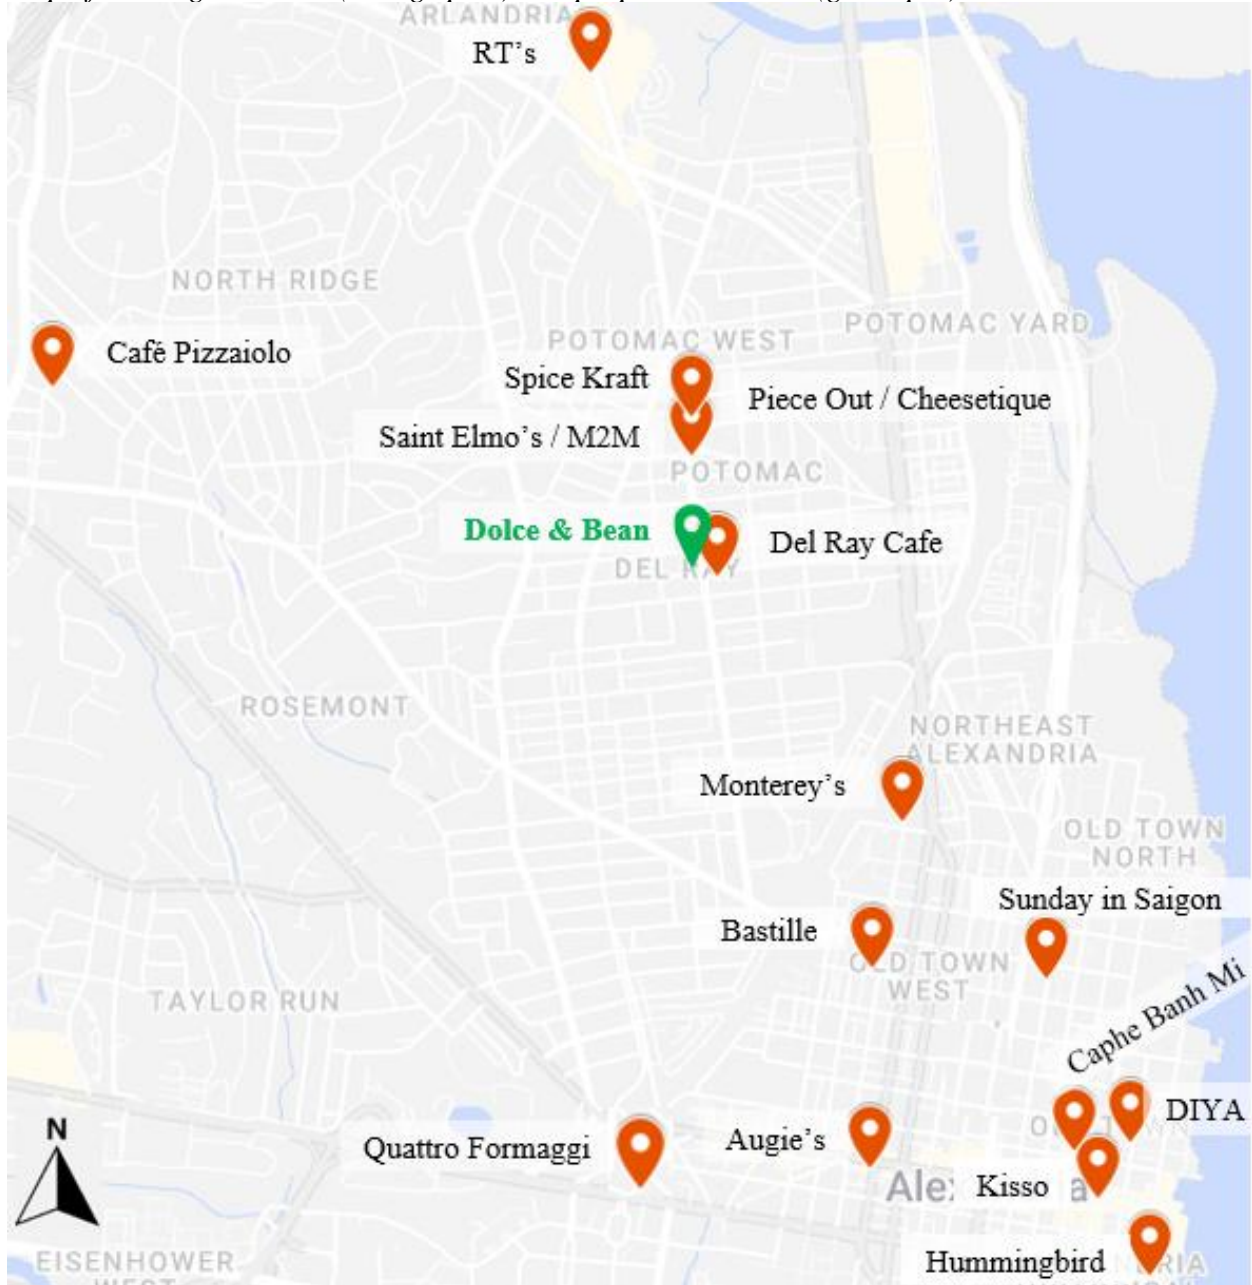 ARLANDRIA
RT's
NORTH RIDGE
POTOMAC YARD
Café Pizzaiolo
POTOMAC WEST
Spice Kraft
Piece Out / Cheesetique
Saint Elmo's / M2M
POTOMAC
Dolce & Bean
Del Ray Cafe
DEL RAY
ROSEMONT
NORTHEAST
ALEXANDRIA
Monterey's
OLD TOWN
NORTH
Sunday in Saigon
Bastille
OLD TOWN
WEST
TAYLOR RUN
Caphe Banh Mi
DIYA
N
Quattro Formaggi
Augie's
Kisso
Hummingbird
EISENHOWER
WEST